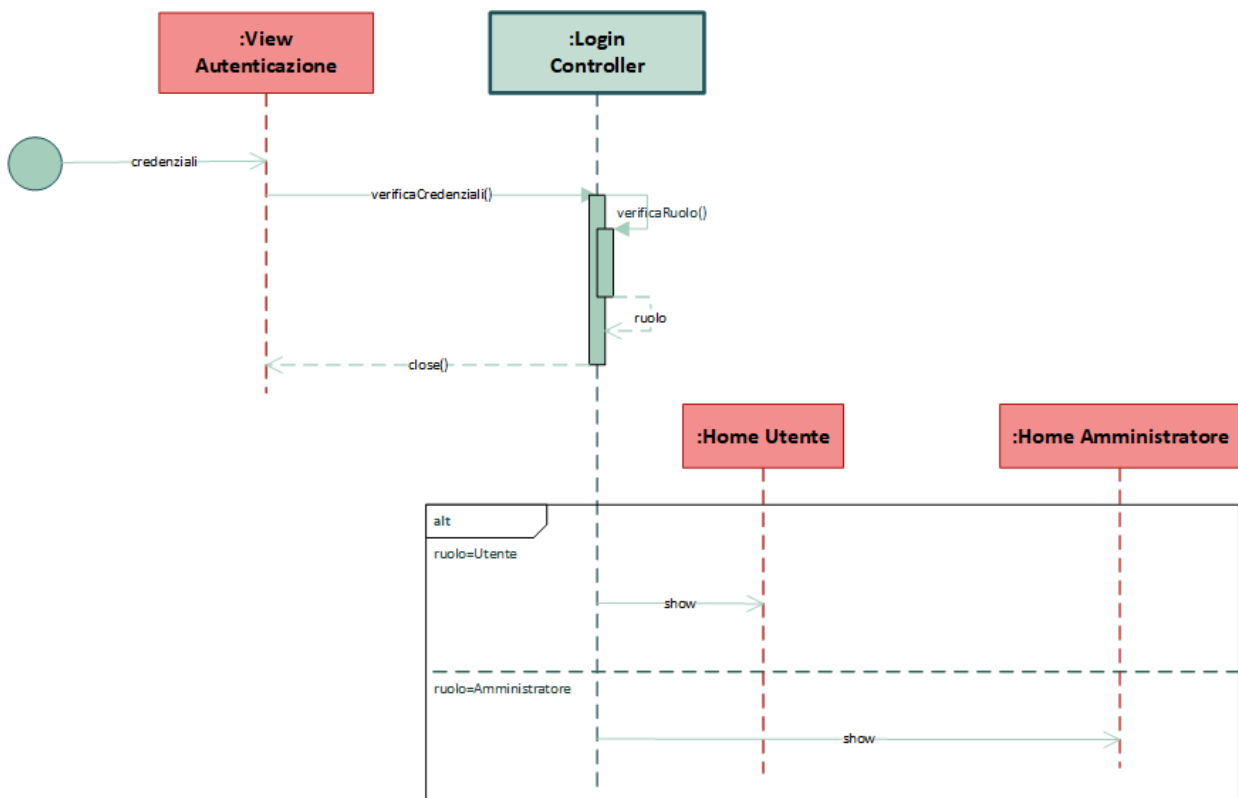 :View
Autenticazione
:Login
Controller
credenziali
verificaCredenziali()
verificaRuolo()
ruolo
close()
:Home Utente
:Home Amministratore
alt
ruolo=Utente
show
ruolo=Amministratore
show